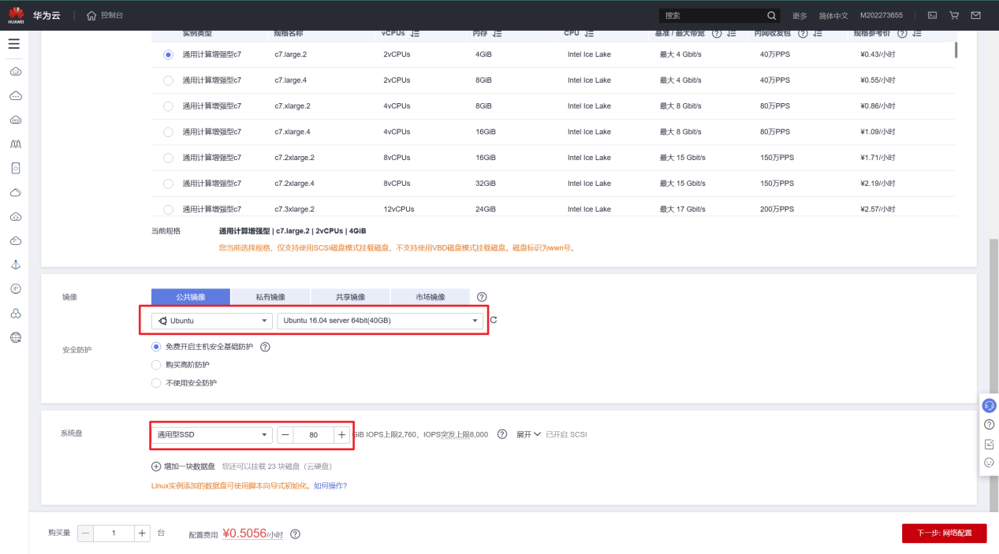 HUAWEI 华为云 控制台 搜索 更多 简体中文 M202273655
实例类型 规格名称 vCPUs 内存 CPU 基准 / 最大带宽 内网收发包 规格参考价
通用计算增强型c7 c7.large.2 2vCPUs 4GiB Intel Ice Lake 最大 4 Gbit/s 40万PPS ¥0.43/小时
通用计算增强型c7 c7.large.4 2vCPUs 8GiB Intel Ice Lake 最大 4 Gbit/s 40万PPS ¥0.55/小时
通用计算增强型c7 c7.xlarge.2 4vCPUs 8GiB Intel Ice Lake 最大 8 Gbit/s 80万PPS ¥0.86/小时
通用计算增强型c7 c7.xlarge.4 4vCPUs 16GiB Intel Ice Lake 最大 8 Gbit/s 80万PPS ¥1.09/小时
通用计算增强型c7 c7.2xlarge.2 8vCPUs 16GiB Intel Ice Lake 最大 15 Gbit/s 150万PPS ¥1.71/小时
通用计算增强型c7 c7.2xlarge.4 8vCPUs 32GiB Intel Ice Lake 最大 15 Gbit/s 150万PPS ¥2.19/小时
通用计算增强型c7 c7.3xlarge.2 12vCPUs 24GiB Intel Ice Lake 最大 17 Gbit/s 200万PPS ¥2.57/小时
当前规格 通用计算增强型 | c7.large.2 | 2vCPUs | 4GiB
您当前选择规格，仅支持使用SCSI磁盘模式挂载磁盘，不支持使用VBD磁盘模式挂载磁盘。磁盘标识为wwn号。
镜像 公共镜像 私有镜像 共享镜像 市场镜像
Ubuntu Ubuntu 16.04 server 64bit(40GB)
安全防护 免费开启主机安全基础防护
购买高阶防护
不使用安全防护
系统盘 通用型SSD 80 GiB IOPS上限2,760，IOPS突发上限8,000 展开 已开启 SCSI
增加一块数据盘 您还可以挂载 23 块磁盘（云硬盘）
Linux实例添加的数据盘可使用脚本向导式初始化。如何操作?
购买量 1 台 配置费用 ¥0.5056/小时 下一步: 网络配置